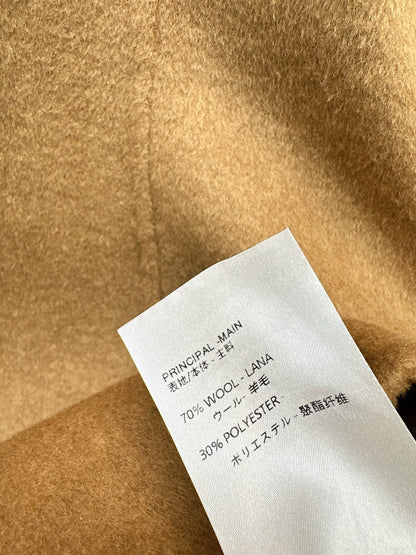 PRINCIPAL -MAIN
表地/本体 - 主料
70% WOOL - LANA
ウール - 羊毛
30% POLYESTER -
ポリエステル - 聚酯纤维